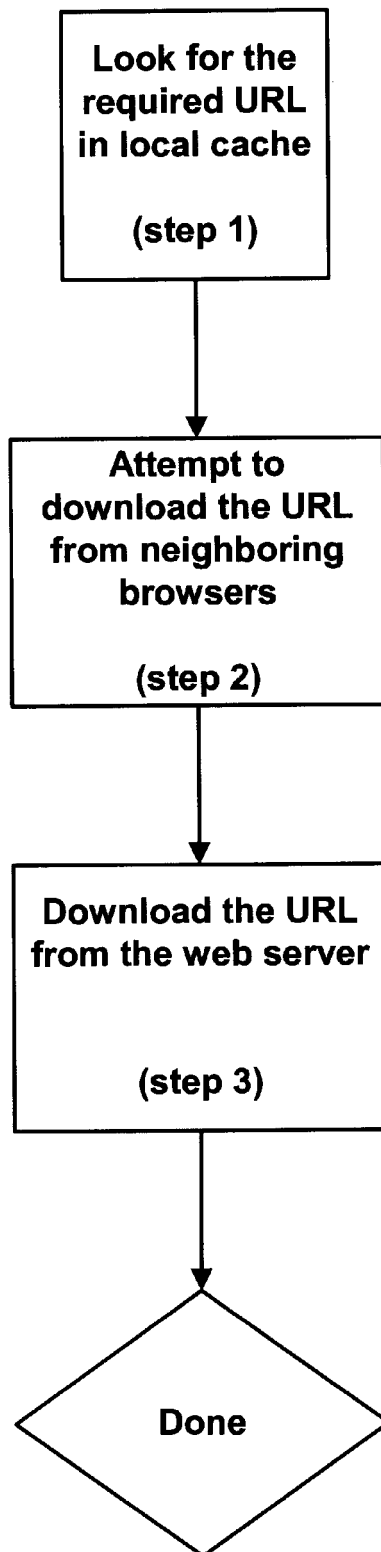 Look for the
required URL
in local cache
(step 1)
Attempt to
download the URL
from neighboring
browsers
(step 2)
Download the URL
from the web server
(step 3)
Done